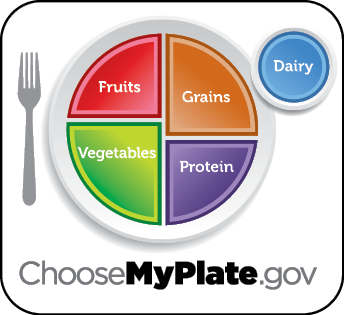 Fruits
Grains
Dairy
Vegetables
Protein
ChooseMyPlate.gov